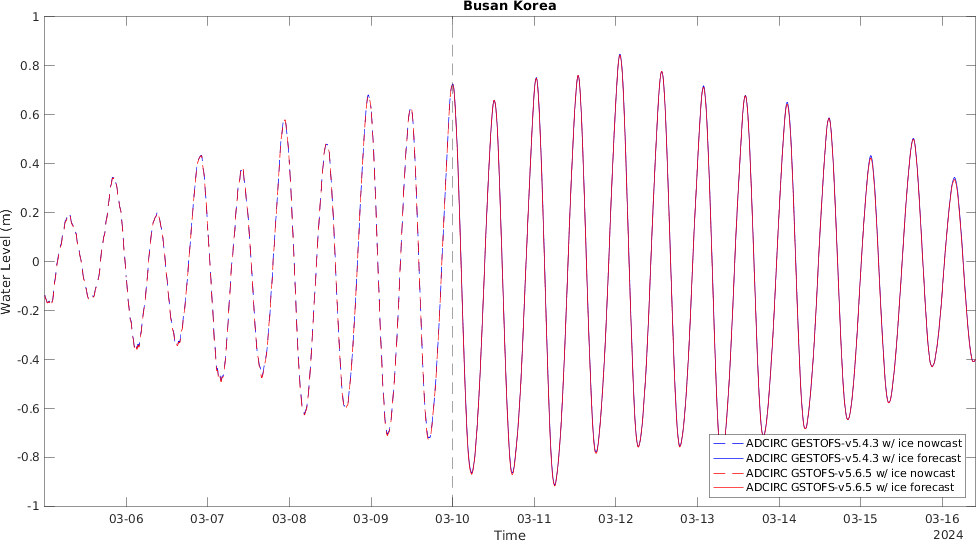 Busan Korea
1
0.8
0.6
0.4
0.2
0
-0.2
-0.4
-0.6
-0.8
-1
Water Level (m)
ADCIRC GESTOFS-v5.4.3 w/ ice nowcast
ADCIRC GESTOFS-v5.4.3 w/ ice forecast
ADCIRC GSTOFS-v5.6.5 w/ ice nowcast
ADCIRC GSTOFS-v5.6.5 w/ ice forecast
03-06 03-07 03-08 03-09 03-10 03-11 03-12 03-13 03-14 03-15 03-16
Time
2024